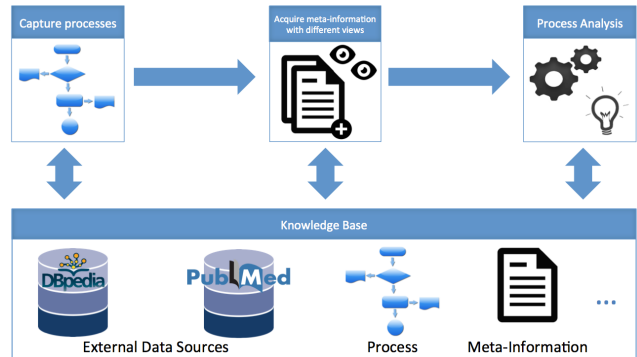 Capture processes
Acquire meta-information
with different views
Process Analysis
Knowledge Base
DBpedia
PubMed
...
External Data Sources
Process
Meta-Information